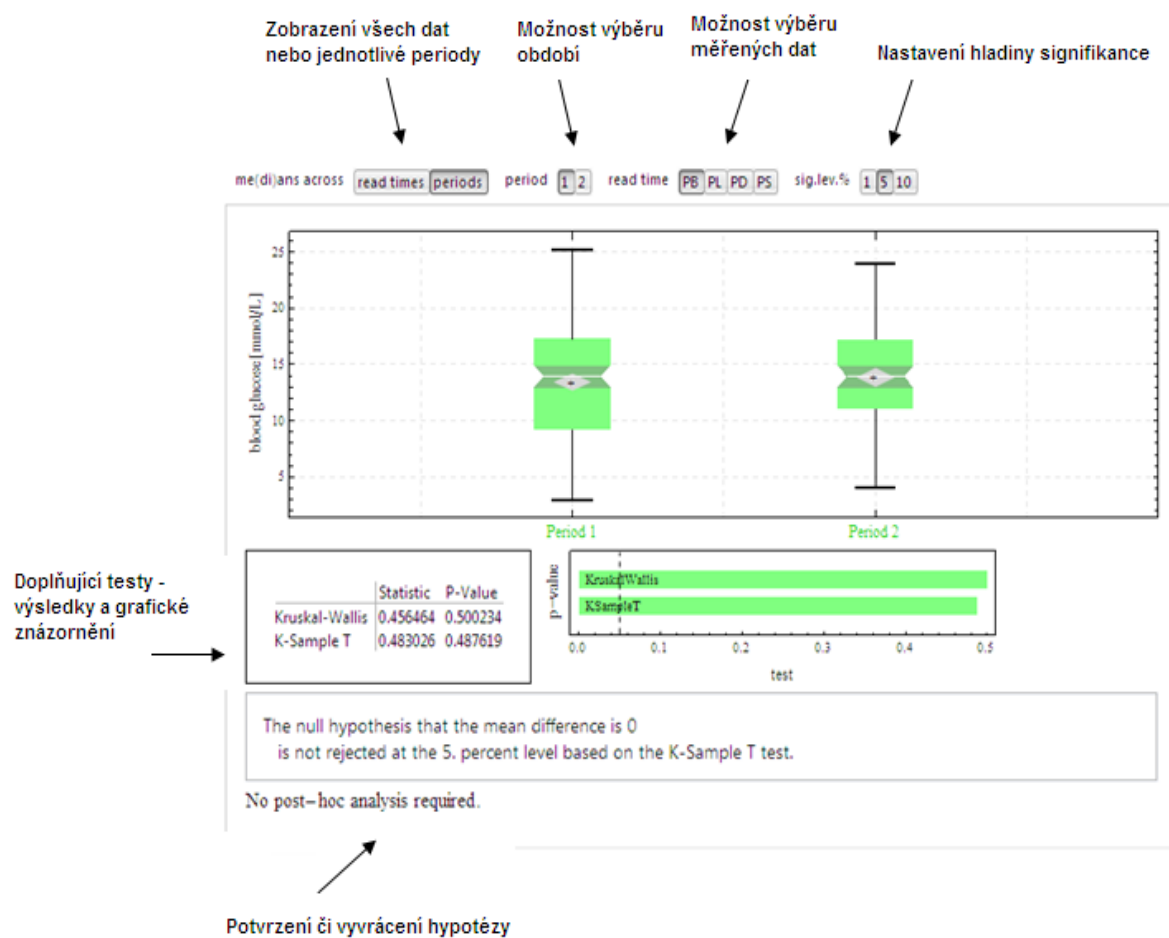 Zobrazení všech dat
nebo jednotlivé periody
Možnost výběru
období
Možnost výběru
měřených dat
Nastavení hladiny signifikance
me(di)ans across read times periods period 1 2 read time PB PL PD PS sig.lev.% 1 5 10
blood glucose [mmol/L]
25
20
15
10
5
Period 1 Period 2
Doplňující testy -
výsledky a grafické
znázornění
Statistic P-Value
Kruskal-Wallis 0.456464 0.500234
K-Sample T 0.483026 0.487619
p-value
KruskalWallis
KSampleT
0.0 0.1 0.2 0.3 0.4 0.5
test
The null hypothesis that the mean difference is 0
is not rejected at the 5. percent level based on the K-Sample T test.
No post-hoc analysis required.
Potvrzení či vyvrácení hypotézy